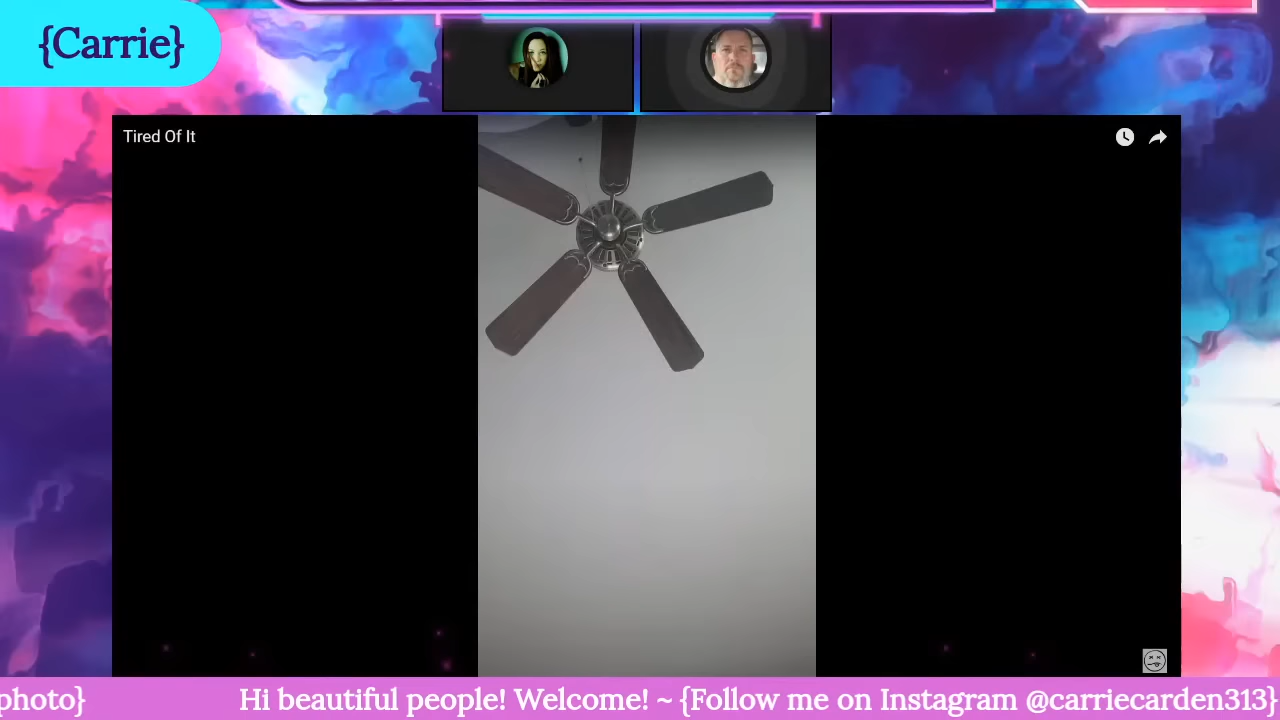 {Carrie}
Tired Of It
photo} Hi beautiful people! Welcome! ~ {Follow me on Instagram @carriecarden313}